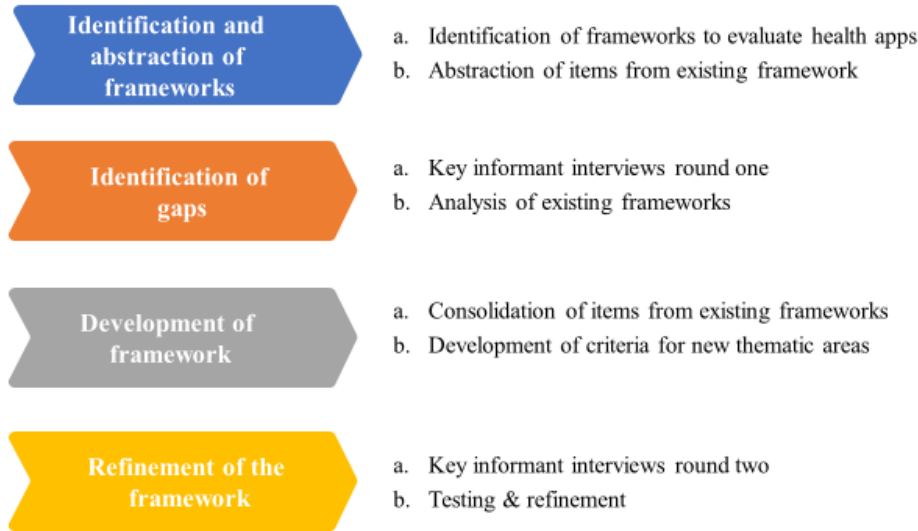 Identification and
abstraction of
frameworks
a. Identification of frameworks to evaluate health apps
b. Abstraction of items from existing framework
Identification of
gaps
a. Key informant interviews round one
b. Analysis of existing frameworks
Development of
framework
a. Consolidation of items from existing frameworks
b. Development of criteria for new thematic areas
Refinement of the
framework
a. Key informant interviews round two
b. Testing & refinement